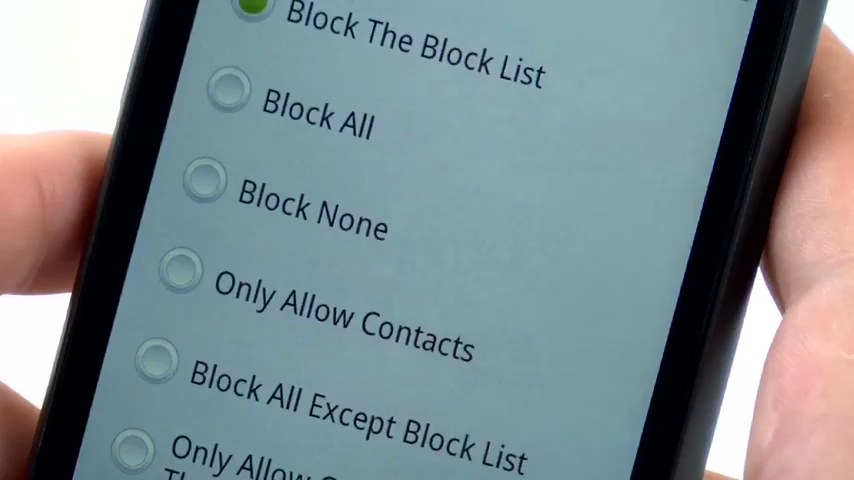 Block The Block List
Block All
Block None
Only Allow Contacts
Block All Except Block List
Only Allow